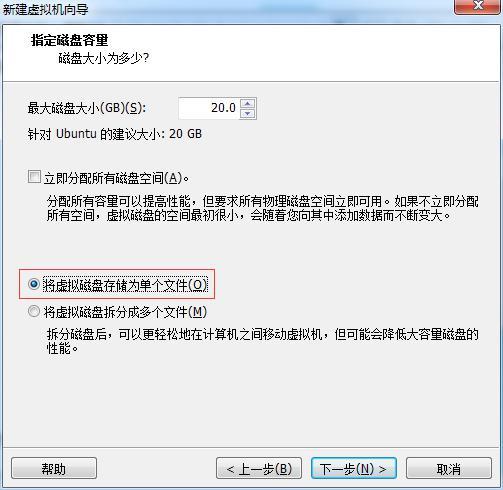 新建虚拟机向导
指定磁盘容量
磁盘大小为多少?
最大磁盘大小(GB)(S): 20.0
针对 Ubuntu 的建议大小: 20 GB
立即分配所有磁盘空间(A)。
分配所有容量可以提高性能，但要求所有物理磁盘空间立即可用。如果不立即分配
所有空间，虚拟磁盘的空间最初很小，会随着您向其中添加数据而不断变大。
将虚拟磁盘存储为单个文件(O)
将虚拟磁盘拆分成多个文件(M)
拆分磁盘后，可以更轻松地在计算机之间移动虚拟机，但可能会降低大容量磁盘的
性能。
帮助 < 上一步(B) 下一步(N) > 取消